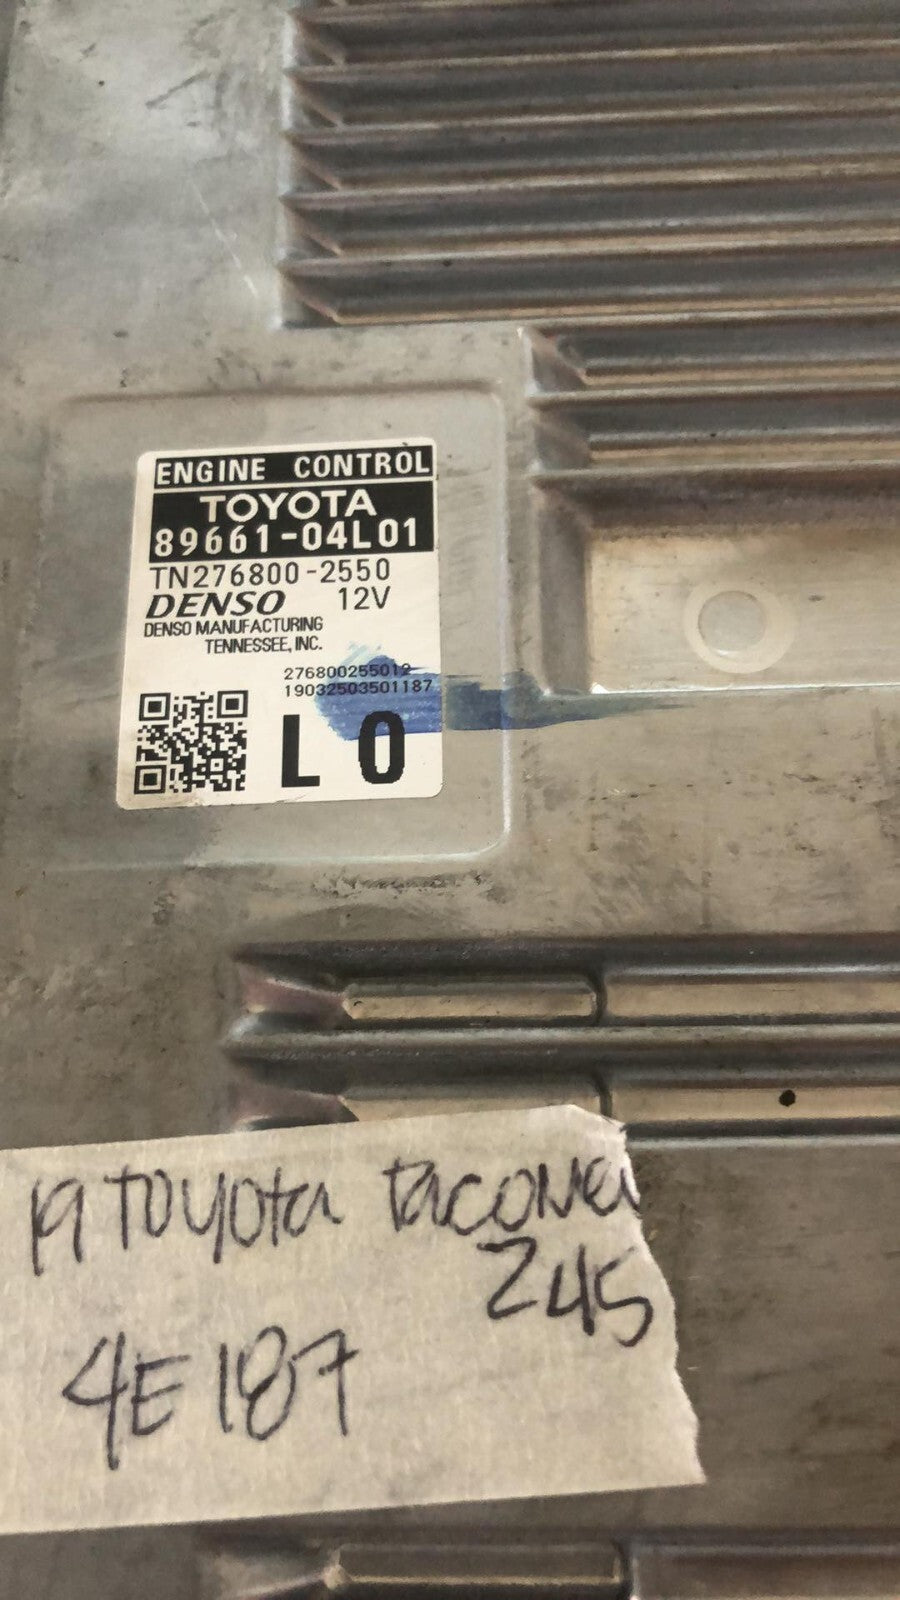 ENGINE CONTROL
TOYOTA
89661-04L01
TN276800-2550
DENSO 12V
DENSO MANUFACTURING
TENNESSEE, INC.
276800255012
19032503501187
L0
19 TOYOta tacoma
245
4E187